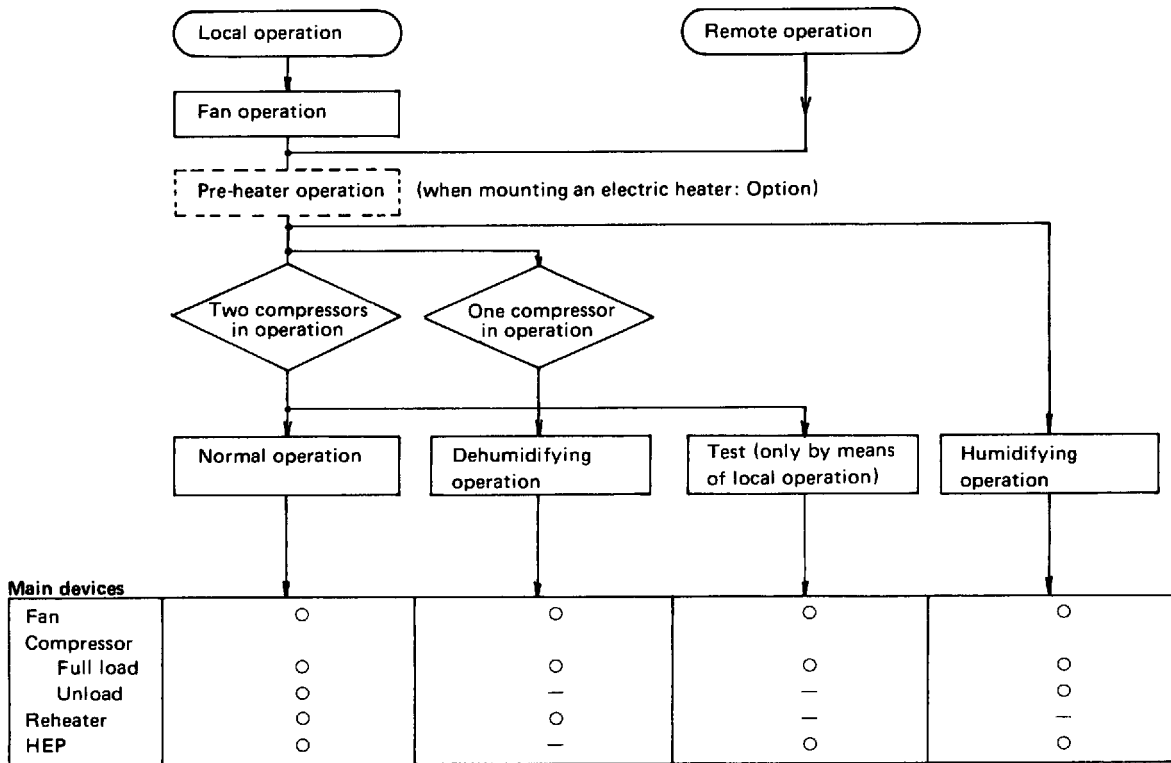 Local operation
Remote operation
Fan operation
Pre-heater operation (when mounting an electric heater: Option)
Two compressors
in operation
One compressor
in operation
Normal operation
Dehumidifying
operation
Test (only by means
of local operation)
Humidifying
operation
Main devices
Fan ○ ○ ○ ○
Compressor
Full load ○ ○ ○ ○
Unload ○ — — ○
Reheater ○ ○ — —
HEP ○ — ○ ○